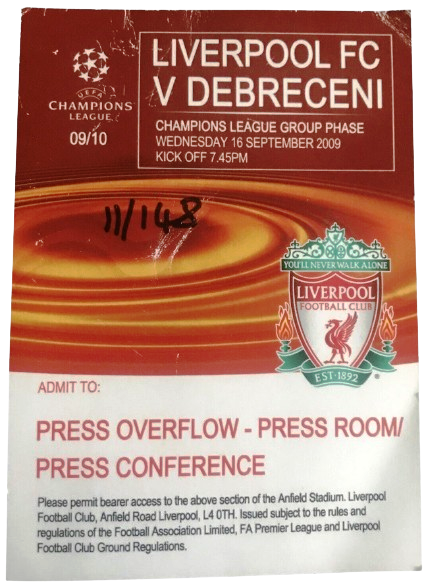 LIVERPOOL FC
V DEBRECENI
CHAMPIONS LEAGUE GROUP PHASE
WEDNESDAY 16 SEPTEMBER 2009
KICK OFF 7.45PM
UEFA
CHAMPIONS
LEAGUE
09/10
11/148
YOU'LL NEVER WALK ALONE
LIVERPOOL
FOOTBALL CLUB
EST·1892
ADMIT TO:
PRESS OVERFLOW - PRESS ROOM/
PRESS CONFERENCE
Please permit bearer access to the above section of the Anfield Stadium. Liverpool
Football Club, Anfield Road Liverpool, L4 0TH. Issued subject to the rules and
regulations of the Football Association Limited, FA Premier League and Liverpool
Football Club Ground Regulations.